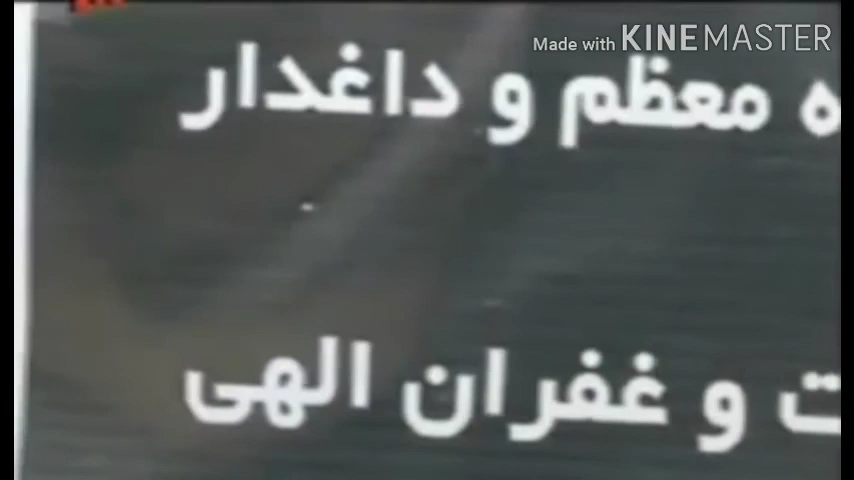 Made with KINEMASTER
ه معظم و داغدار
ت و غفران الهی